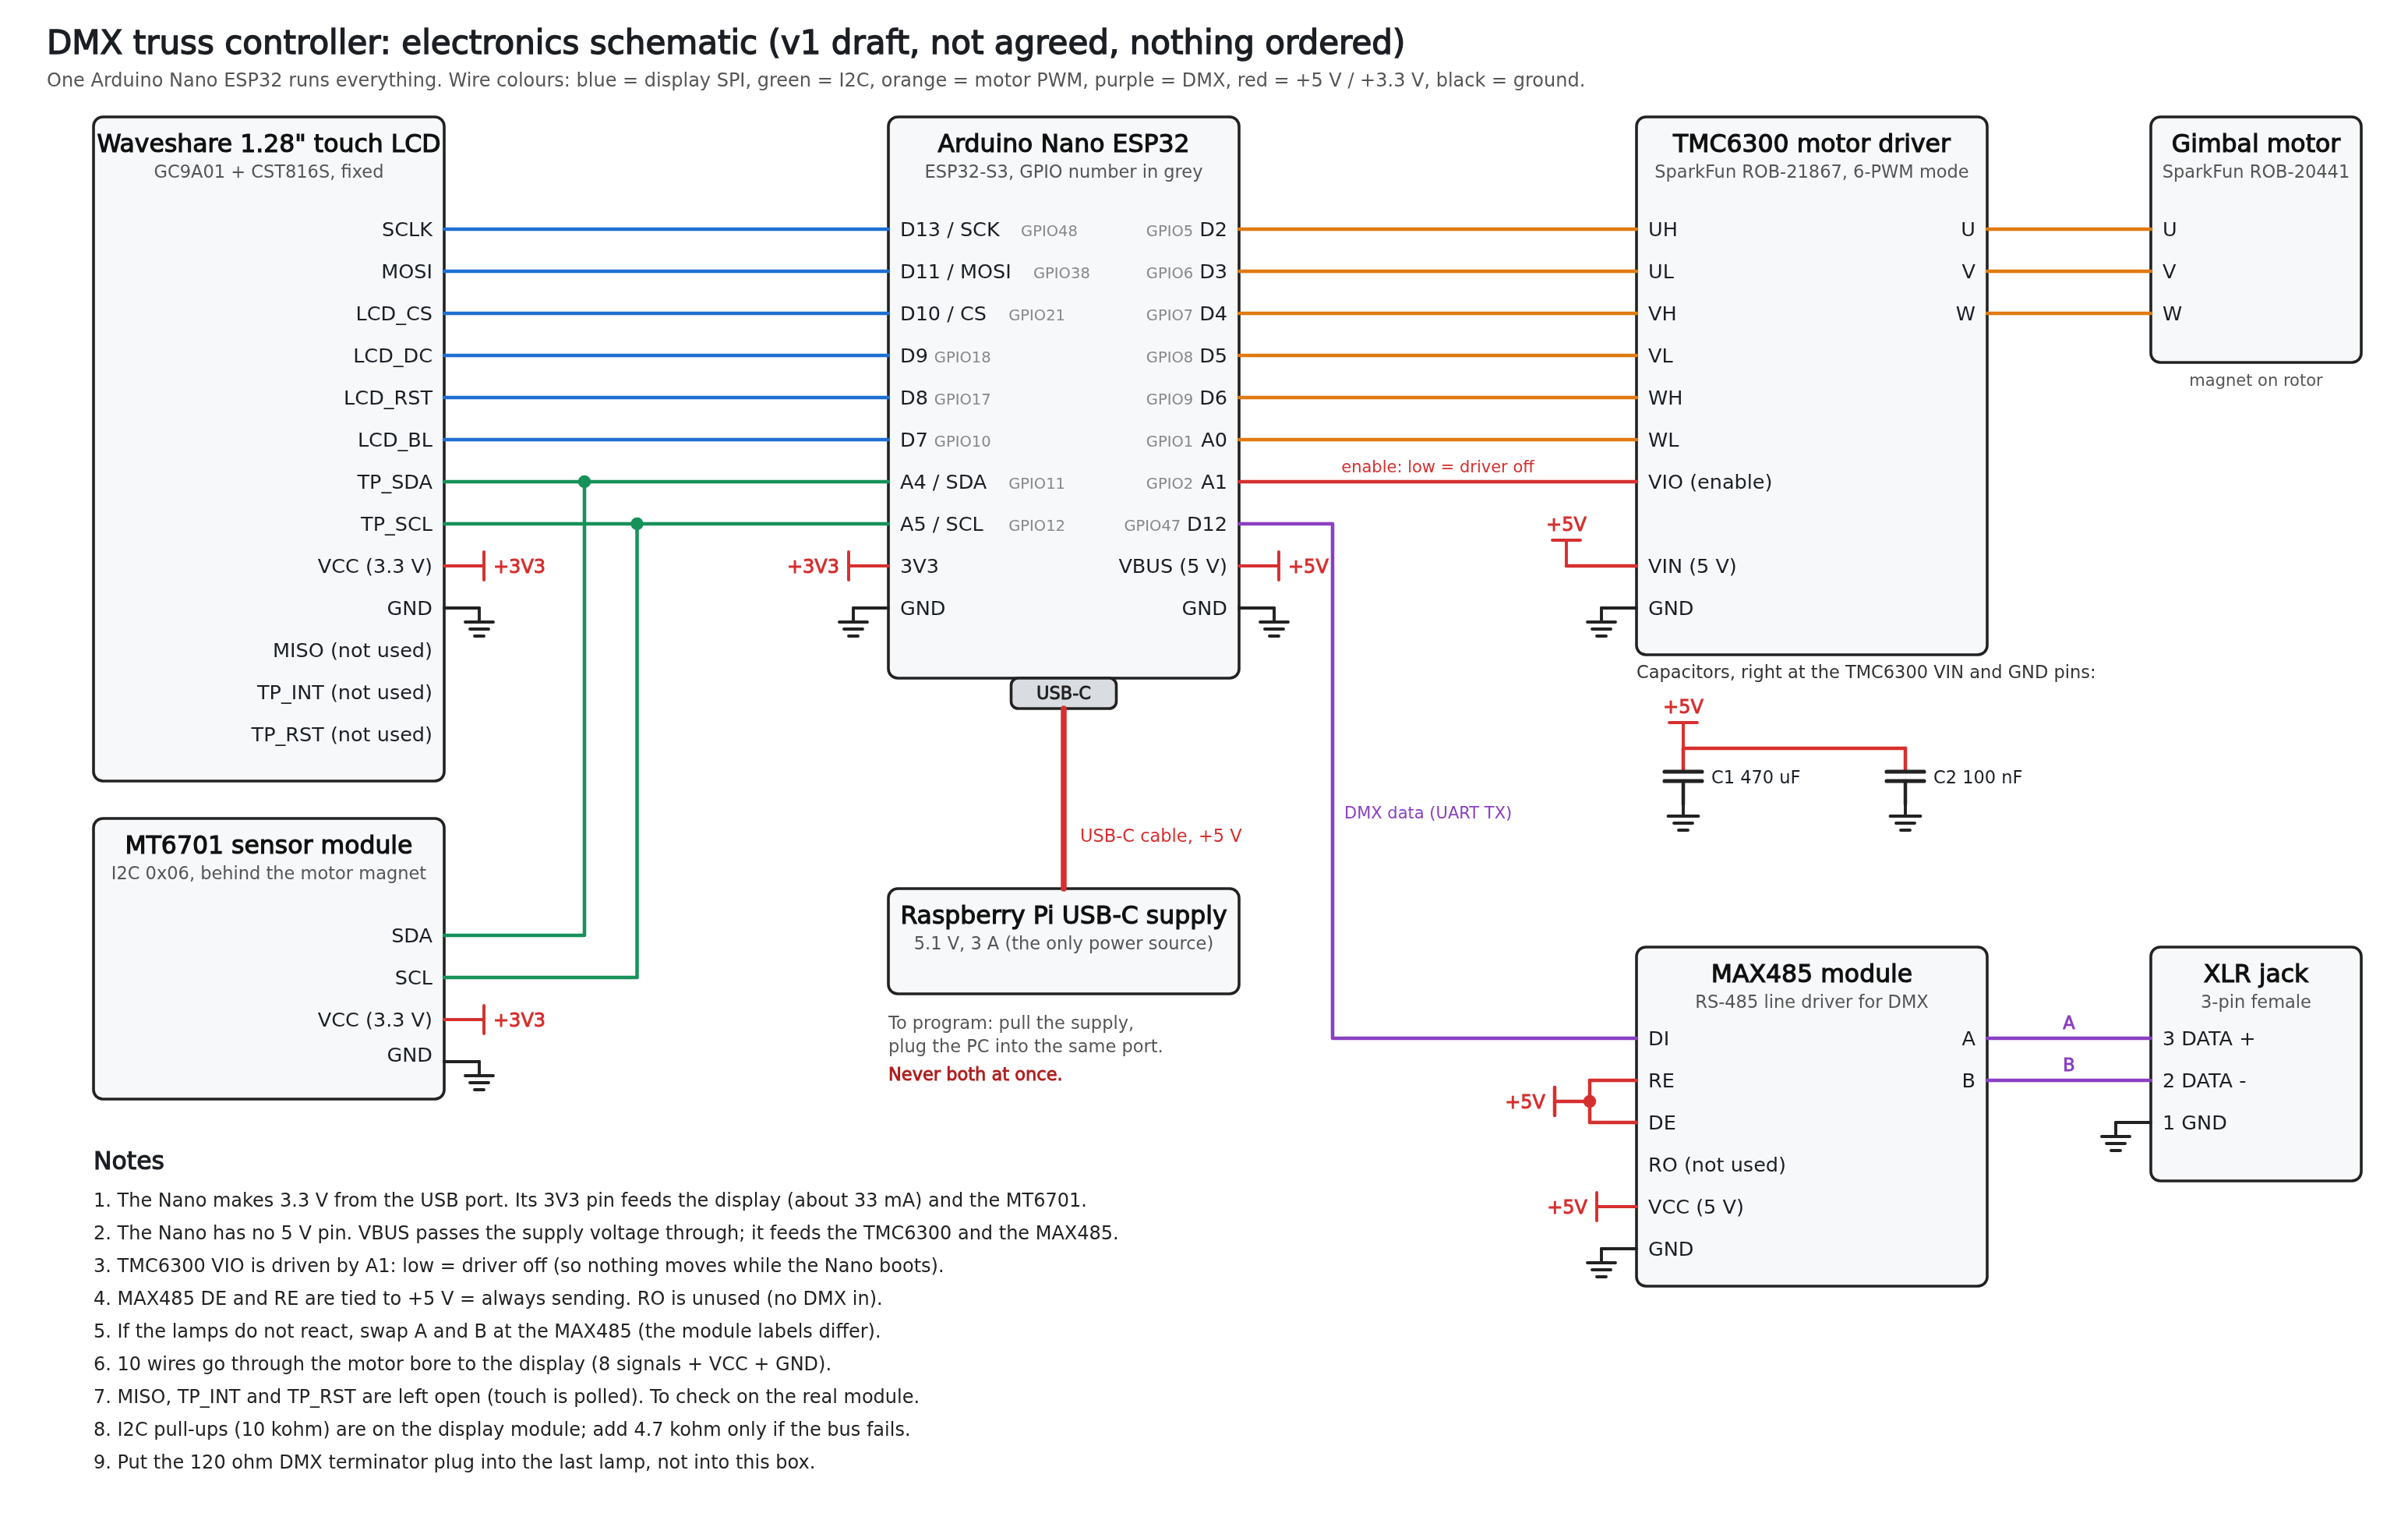 DMX truss controller: electronics schematic (v1 draft, not agreed, nothing ordered)
One Arduino Nano ESP32 runs everything. Wire colours: blue = display SPI, green = I2C, orange = motor PWM, purple = DMX, red = +5 V / +3.3 V, black = ground.
Waveshare 1.28" touch LCD
GC9A01 + CST816S, fixed
SCLK
MOSI
LCD_CS
LCD_DC
LCD_RST
LCD_BL
TP_SDA
TP_SCL
VCC (3.3 V)
+3V3
GND
MISO (not used)
TP_INT (not used)
TP_RST (not used)
Arduino Nano ESP32
ESP32-S3, GPIO number in grey
D13 / SCK GPIO48
GPIO5 D2
D11 / MOSI GPIO38
GPIO6 D3
D10 / CS GPIO21
GPIO7 D4
D9 GPIO18
GPIO8 D5
D8 GPIO17
GPIO9 D6
D7 GPIO10
GPIO1 A0
A4 / SDA GPIO11
GPIO2 A1
A5 / SCL GPIO12
GPIO47 D12
+3V3
3V3
VBUS (5 V)
+5V
GND
GND
USB-C
enable: low = driver off
TMC6300 motor driver
SparkFun ROB-21867, 6-PWM mode
UH
U
UL
V
VH
W
VL
WH
WL
VIO (enable)
+5V
VIN (5 V)
GND
Gimbal motor
SparkFun ROB-20441
U
V
W
magnet on rotor
Capacitors, right at the TMC6300 VIN and GND pins:
+5V
C1 470 uF
C2 100 nF
MT6701 sensor module
I2C 0x06, behind the motor magnet
SDA
SCL
VCC (3.3 V)
+3V3
GND
USB-C cable, +5 V
DMX data (UART TX)
Raspberry Pi USB-C supply
5.1 V, 3 A (the only power source)
To program: pull the supply,
plug the PC into the same port.
Never both at once.
MAX485 module
RS-485 line driver for DMX
DI
A
RE
B
+5V
DE
RO (not used)
+5V
VCC (5 V)
GND
A
B
XLR jack
3-pin female
3 DATA +
2 DATA -
1 GND
Notes
1. The Nano makes 3.3 V from the USB port. Its 3V3 pin feeds the display (about 33 mA) and the MT6701.
2. The Nano has no 5 V pin. VBUS passes the supply voltage through; it feeds the TMC6300 and the MAX485.
3. TMC6300 VIO is driven by A1: low = driver off (so nothing moves while the Nano boots).
4. MAX485 DE and RE are tied to +5 V = always sending. RO is unused (no DMX in).
5. If the lamps do not react, swap A and B at the MAX485 (the module labels differ).
6. 10 wires go through the motor bore to the display (8 signals + VCC + GND).
7. MISO, TP_INT and TP_RST are left open (touch is polled). To check on the real module.
8. I2C pull-ups (10 kohm) are on the display module; add 4.7 kohm only if the bus fails.
9. Put the 120 ohm DMX terminator plug into the last lamp, not into this box.